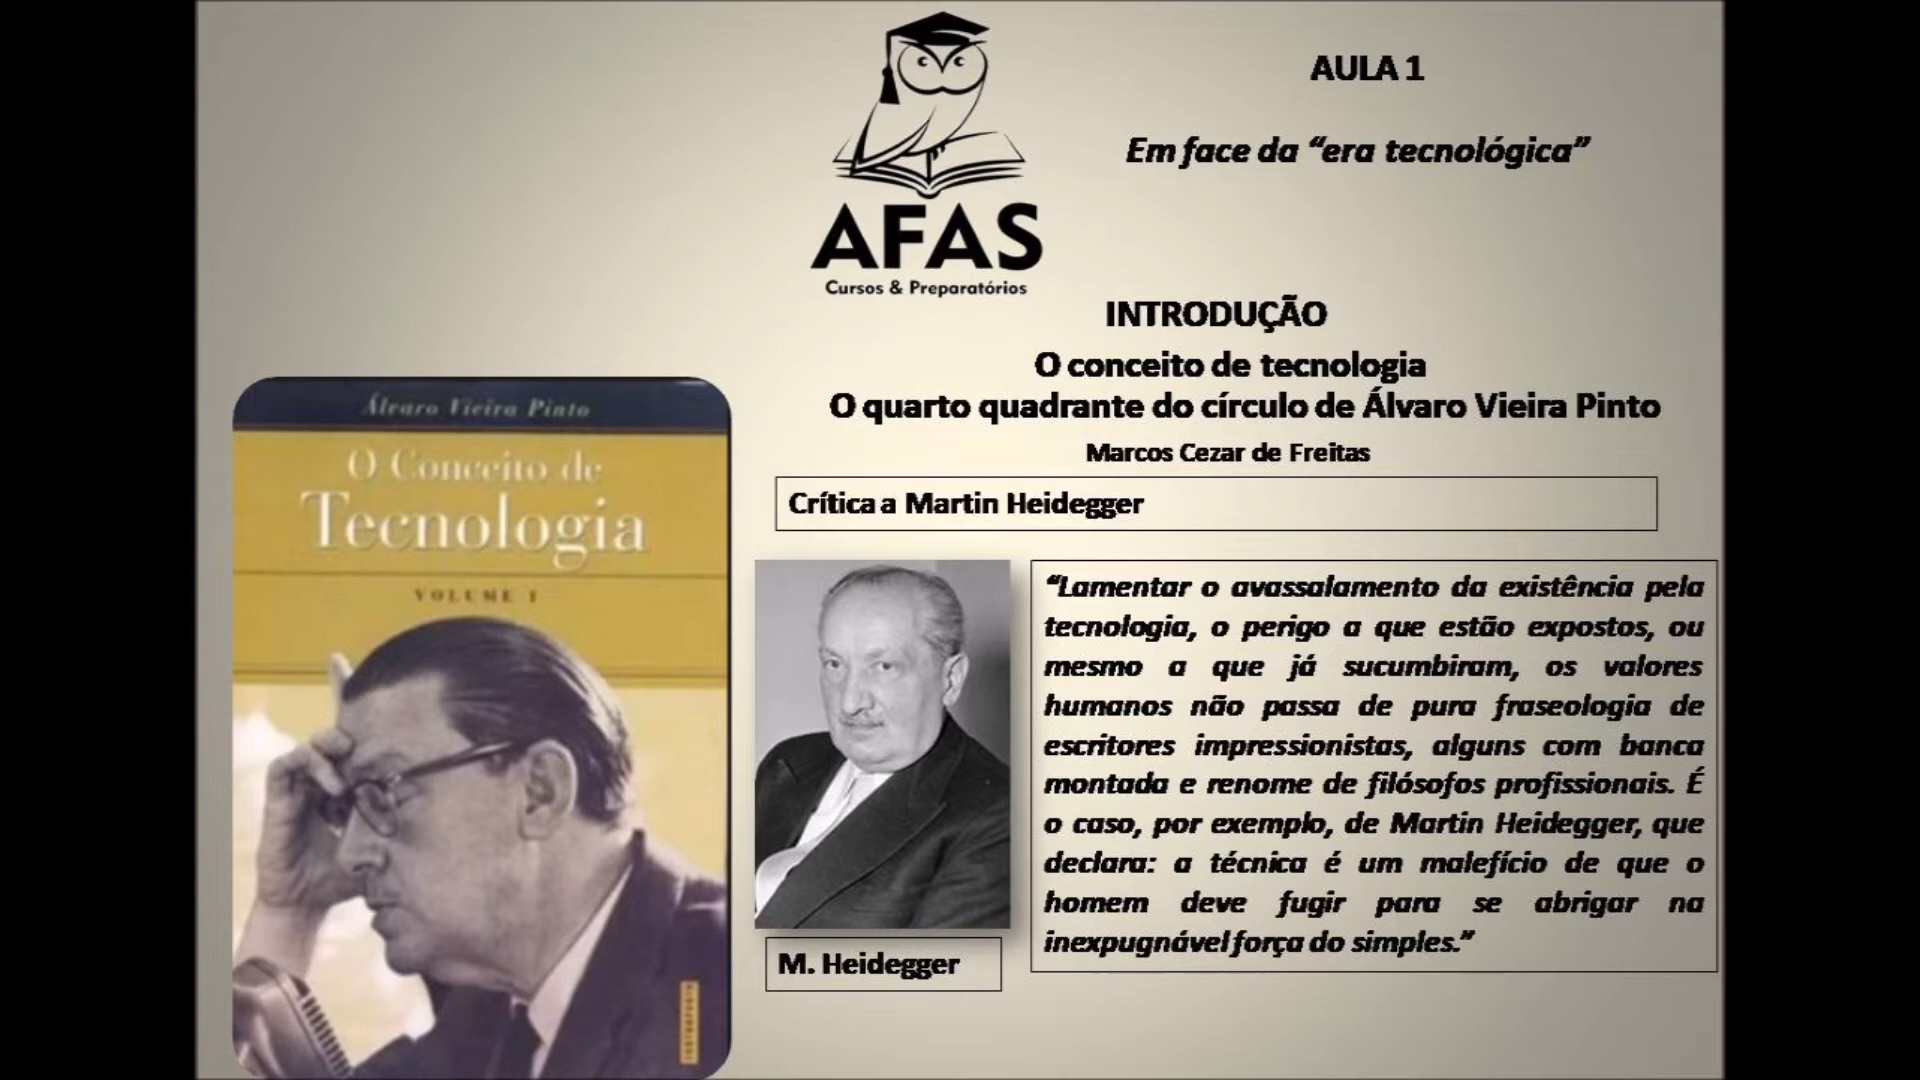 AFAS
Cursos & Preparatórios
AULA 1
Em face da “era tecnológica”
INTRODUÇÃO
O conceito de tecnologia
O quarto quadrante do círculo de Álvaro Vieira Pinto
Marcos Cezar de Freitas
Crítica a Martin Heidegger
Álvaro Vieira Pinto
O Conceito de
Tecnologia
VOLUME I
contraponto
M. Heidegger
“Lamentar o avassalamento da existência pela
tecnologia, o perigo a que estão expostos, ou
mesmo a que já sucumbiram, os valores
humanos não passa de pura fraseologia de
escritores impressionistas, alguns com banca
montada e renome de filósofos profissionais. É
o caso, por exemplo, de Martin Heidegger, que
declara: a técnica é um malefício de que o
homem deve fugir para se abrigar na
inexpugnável força do simples.”